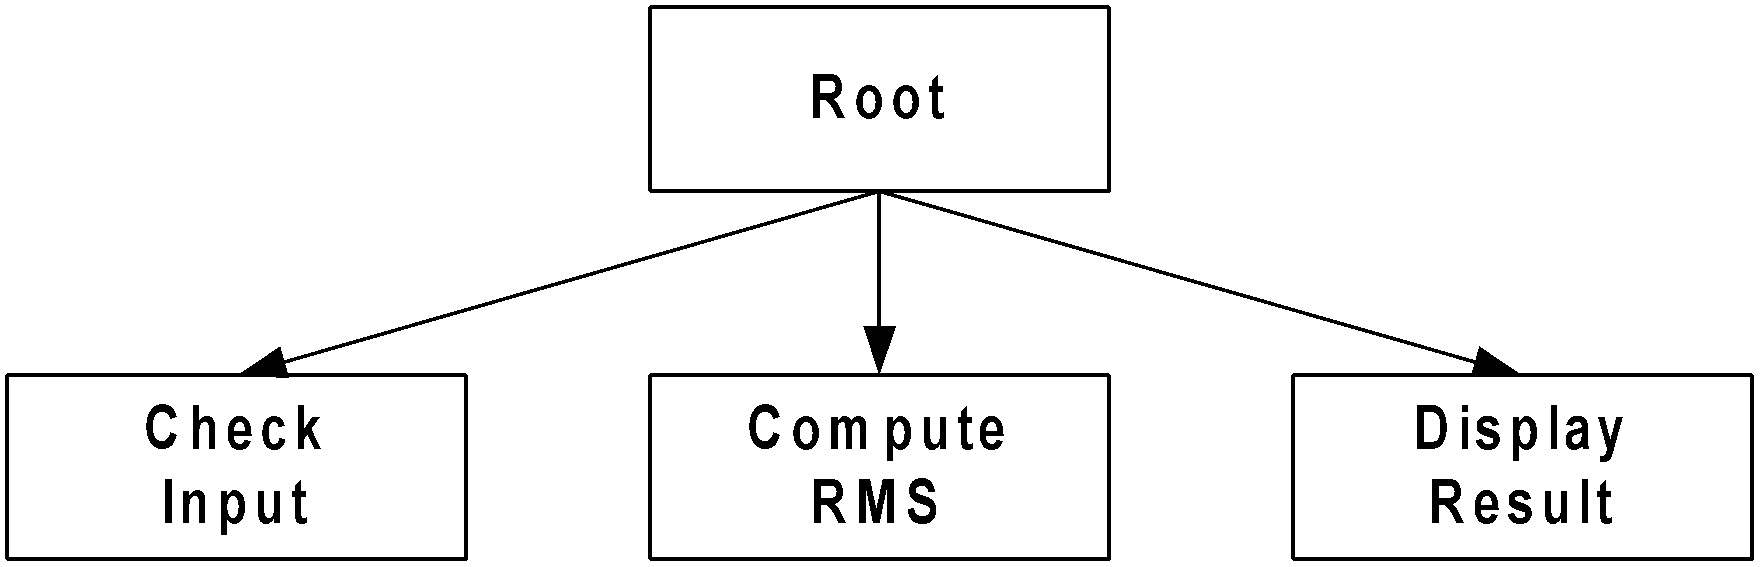 Root
Check
Input
Compute
RMS
Display
Result